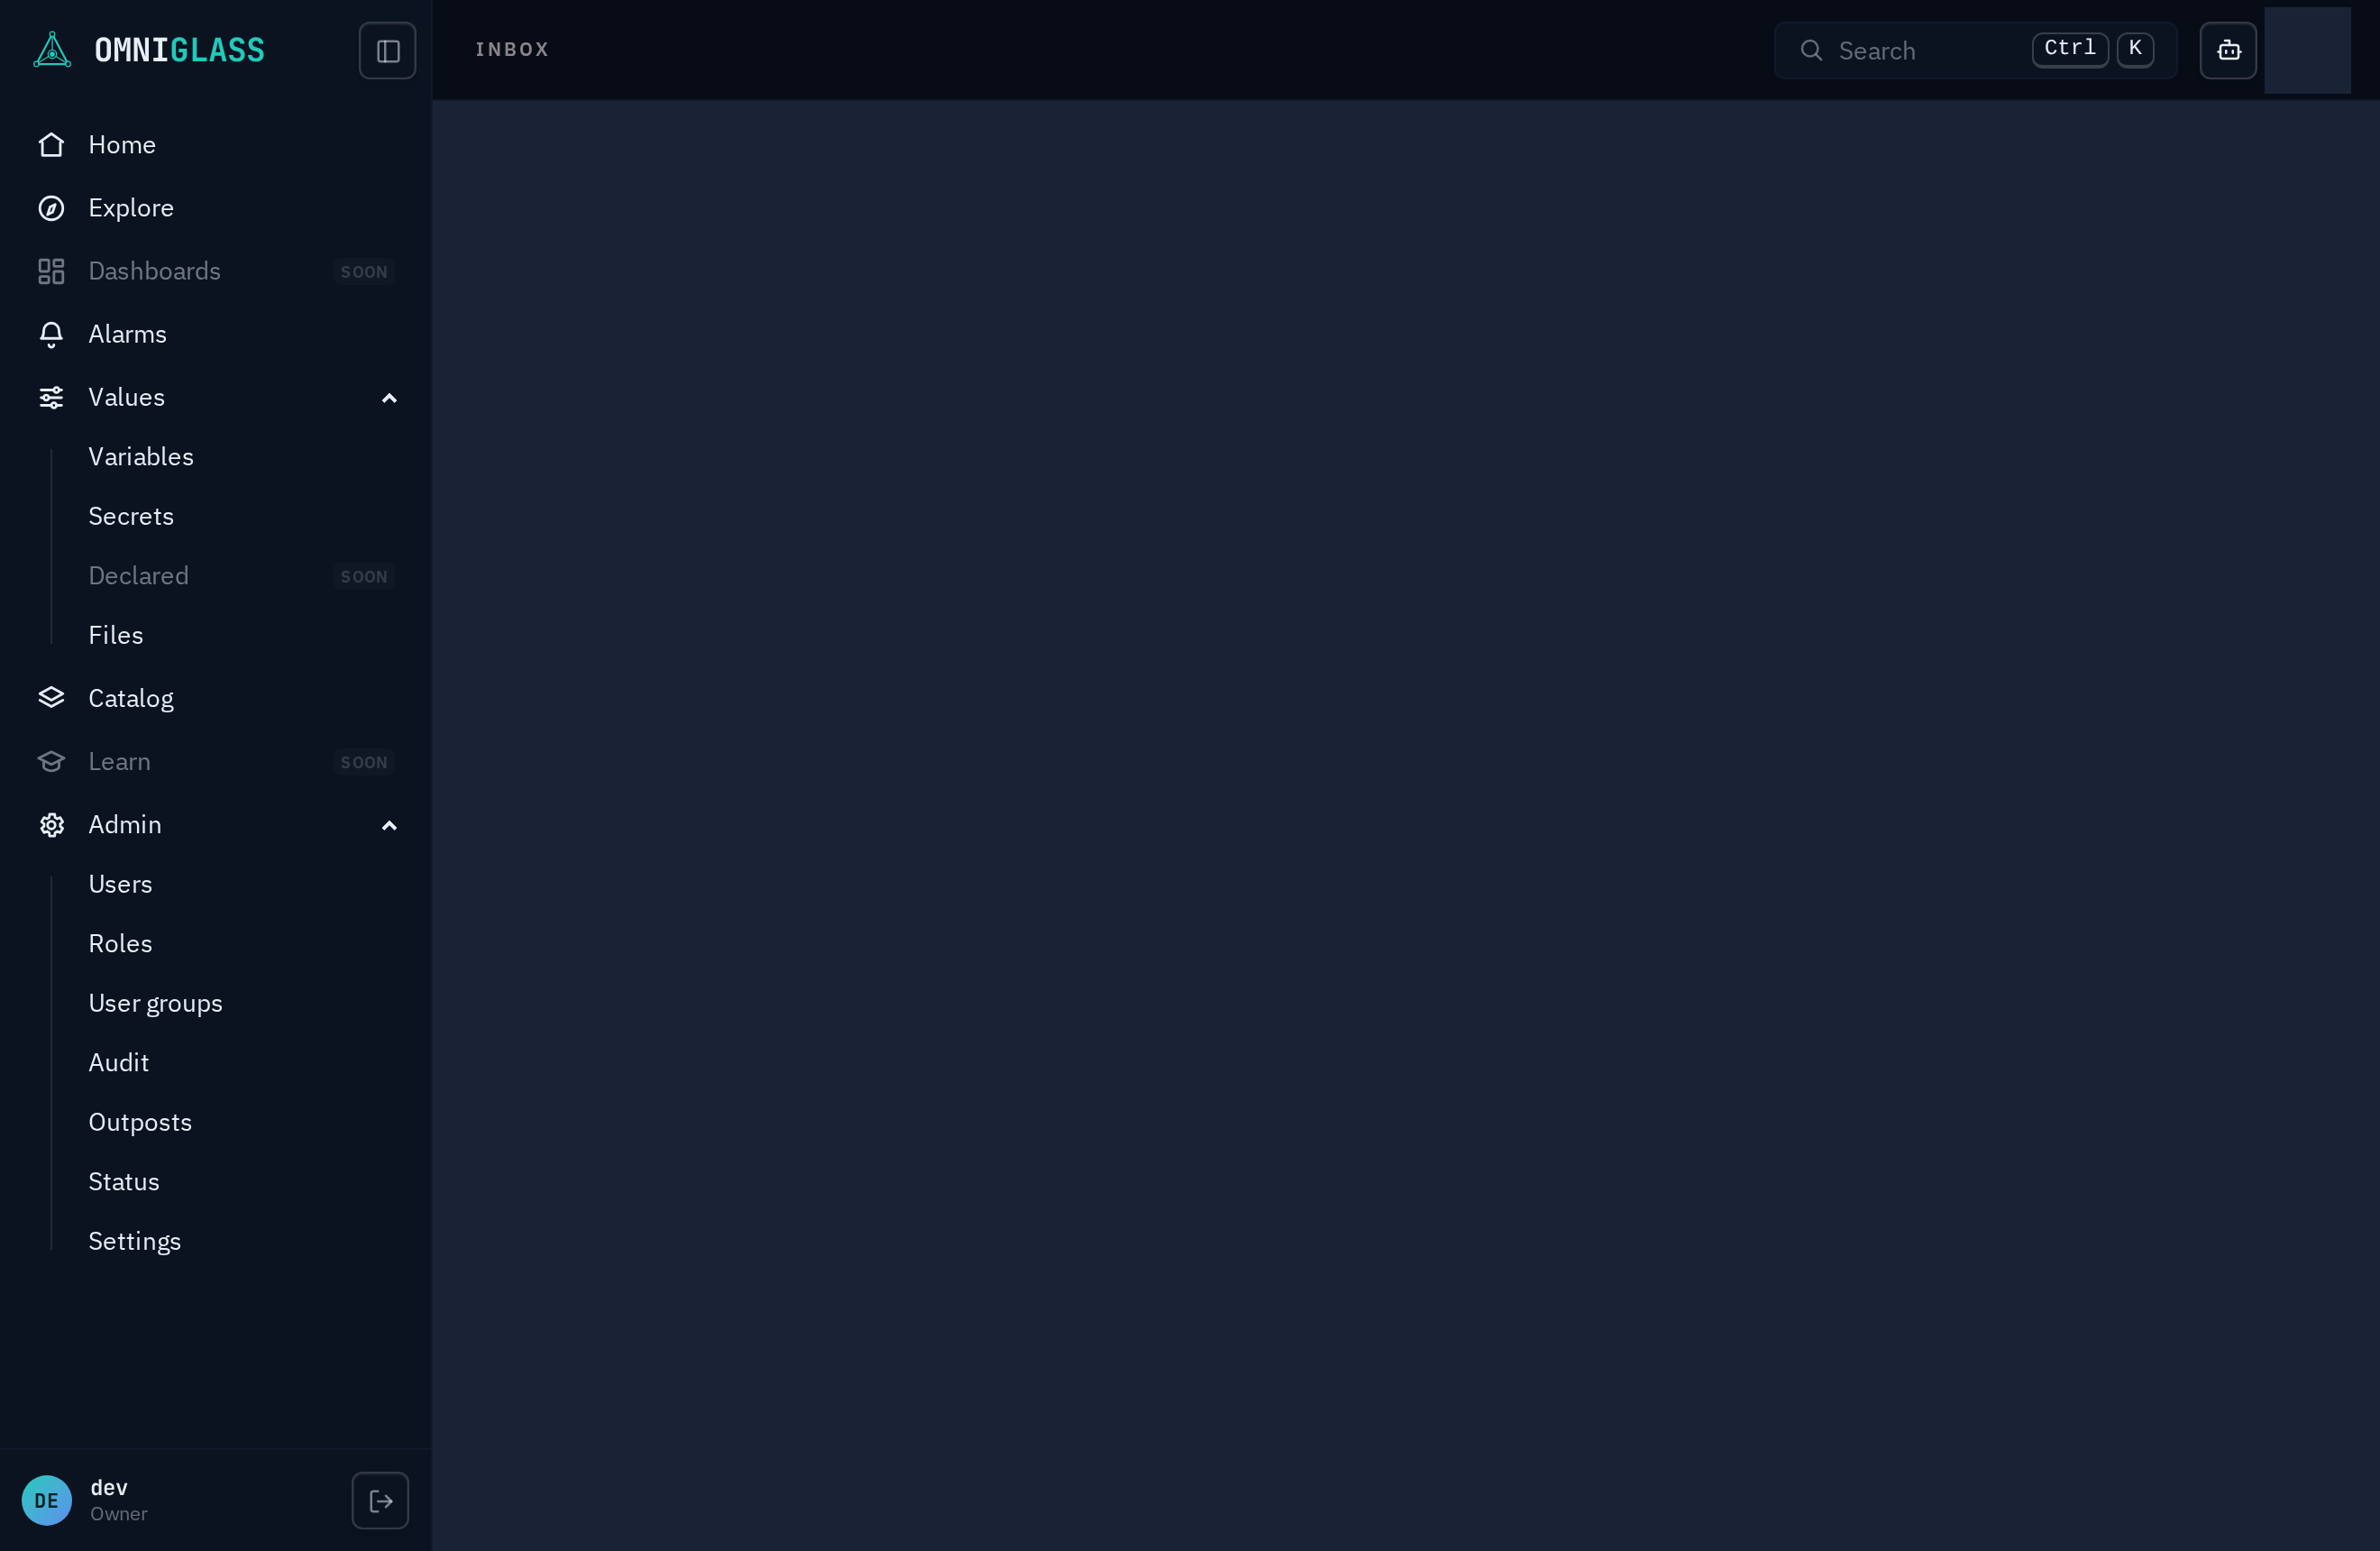 OMNIGLASS
INBOX
Search
Ctrl K
Home
Explore
Dashboards SOON
Alarms
Values
Variables
Secrets
Declared SOON
Files
Catalog
Learn SOON
Admin
Users
Roles
User groups
Audit
Outposts
Status
Settings
DE
dev
Owner